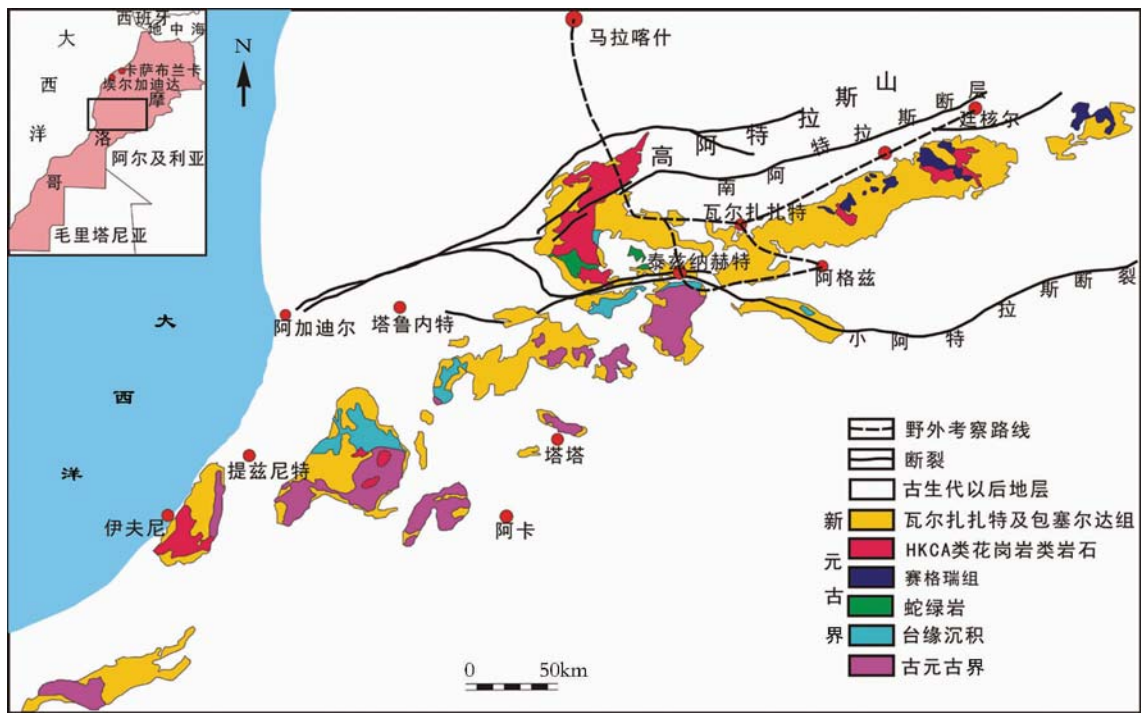 西班牙
地中海
大西洋
卡萨布兰卡
埃尔加迪达
摩洛哥
阿尔及利亚
毛里塔尼亚
N
马拉喀什
高阿特拉斯山
南阿特拉斯断层
廷核尔
瓦尔扎扎特
泰兹纳赫特
阿格兹
小阿特拉斯断裂
大西洋
阿加迪尔
塔鲁内特
提兹尼特
塔塔
伊夫尼
阿卡
0 50km
野外考察路线
断裂
古生代以后地层
新元古界
瓦尔扎扎特及包塞尔达组
HKCA类花岗岩类岩石
赛格瑞组
蛇绿岩
台缘沉积
古元古界